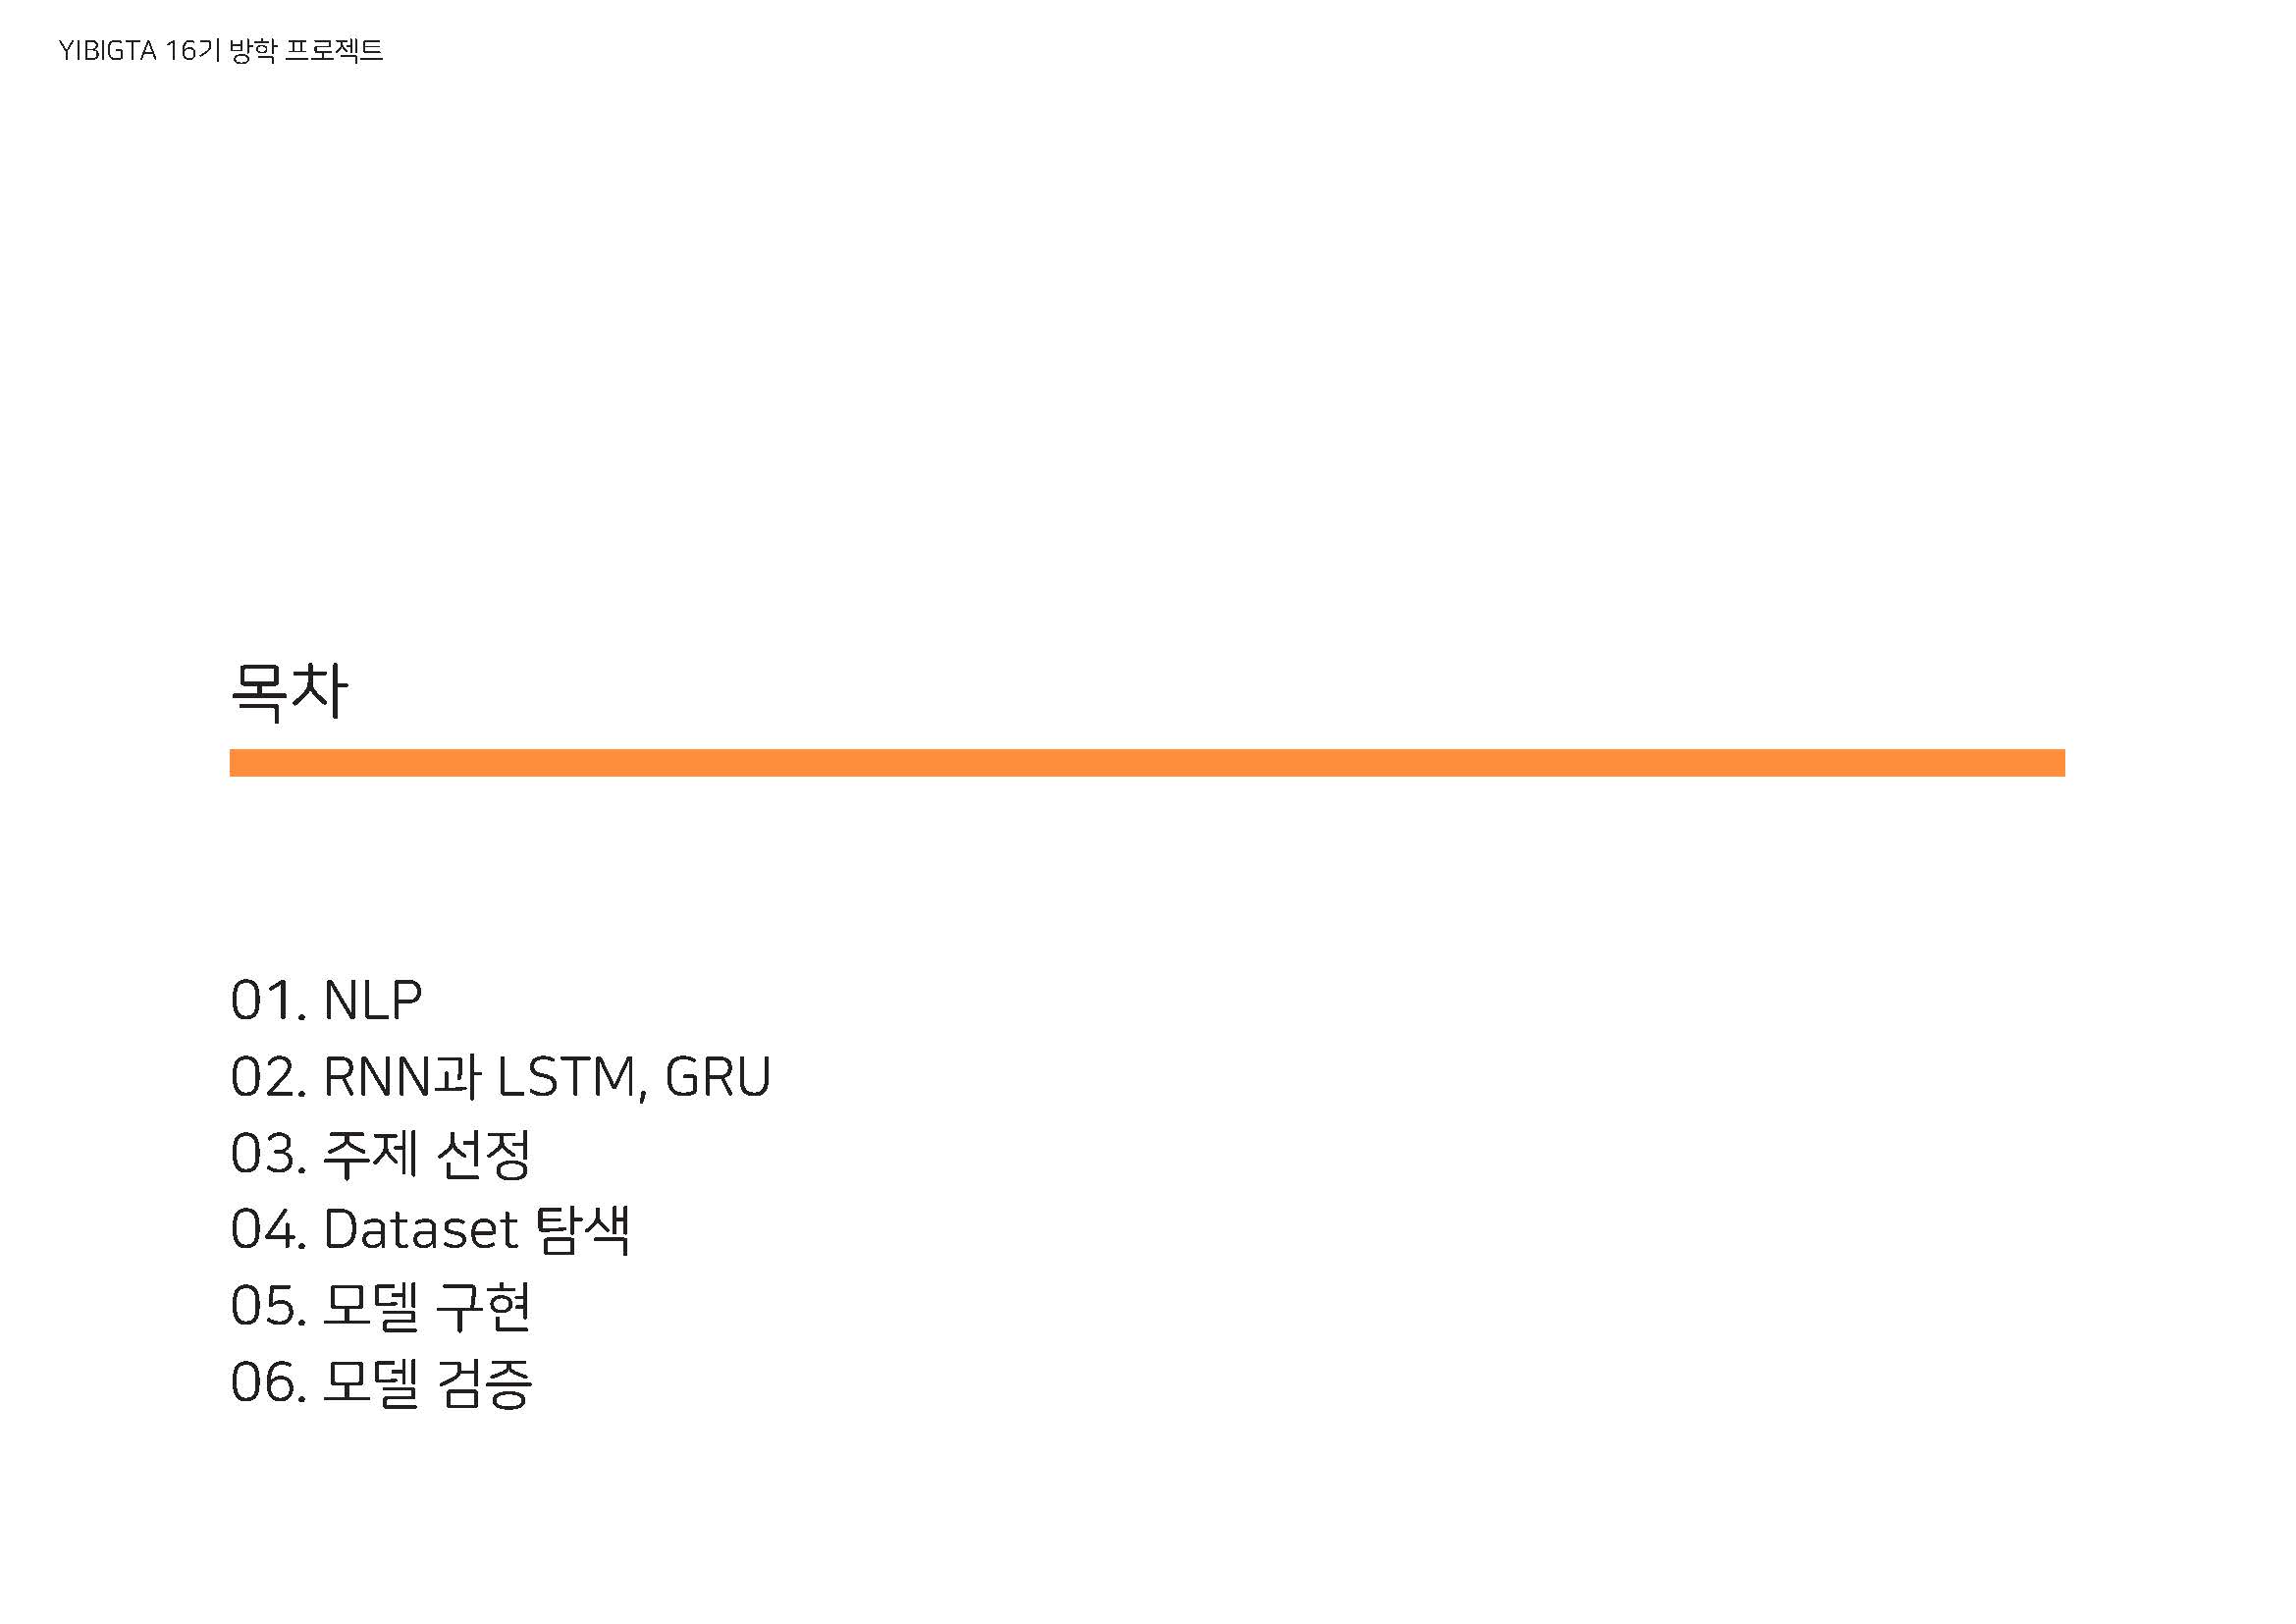 YIBIGTA 16기 방학 프로젝트
목차
01. NLP
02. RNN과 LSTM, GRU
03. 주제 선정
04. Dataset 탐색
05. 모델 구현
06. 모델 검증